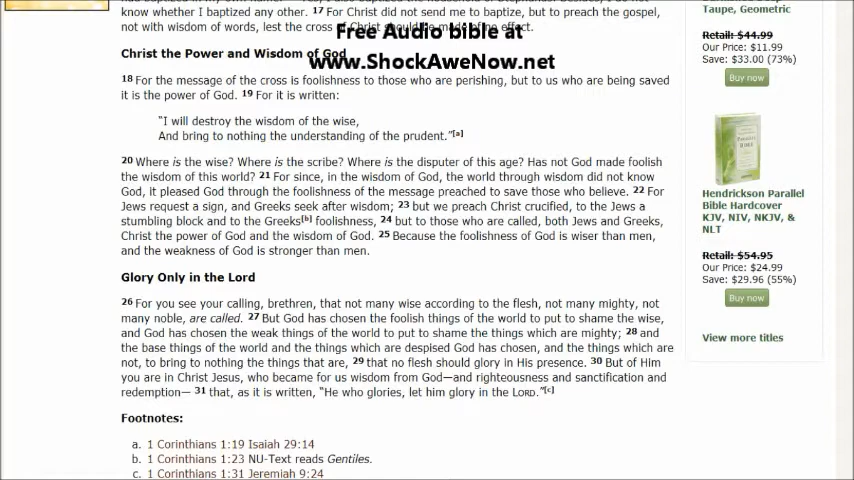 know whether I baptized any other. 17 For Christ did not send me to baptize, but to preach the gospel,
not with wisdom of words, lest the cross of Christ should be made of no effect.
Free Audio bible at
www.ShockAweNow.net
Christ the Power and Wisdom of God
18 For the message of the cross is foolishness to those who are perishing, but to us who are being saved
it is the power of God. 19 For it is written:
“I will destroy the wisdom of the wise,
And bring to nothing the understanding of the prudent.”[a]
20 Where is the wise? Where is the scribe? Where is the disputer of this age? Has not God made foolish
the wisdom of this world? 21 For since, in the wisdom of God, the world through wisdom did not know
God, it pleased God through the foolishness of the message preached to save those who believe. 22 For
Jews request a sign, and Greeks seek after wisdom; 23 but we preach Christ crucified, to the Jews a
stumbling block and to the Greeks[b] foolishness, 24 but to those who are called, both Jews and Greeks,
Christ the power of God and the wisdom of God. 25 Because the foolishness of God is wiser than men,
and the weakness of God is stronger than men.
Glory Only in the Lord
26 For you see your calling, brethren, that not many wise according to the flesh, not many mighty, not
many noble, are called. 27 But God has chosen the foolish things of the world to put to shame the wise,
and God has chosen the weak things of the world to put to shame the things which are mighty; 28 and
the base things of the world and the things which are despised God has chosen, and the things which are
not, to bring to nothing the things that are, 29 that no flesh should glory in His presence. 30 But of Him
you are in Christ Jesus, who became for us wisdom from God—and righteousness and sanctification and
redemption— 31 that, as it is written, “He who glories, let him glory in the LORD.”[c]
Footnotes:
a. 1 Corinthians 1:19 Isaiah 29:14
b. 1 Corinthians 1:23 NU-Text reads Gentiles.
c. 1 Corinthians 1:31 Jeremiah 9:24
Taupe, Geometric
Retail: $44.99
Our Price: $11.99
Save: $33.00 (73%)
Buy now
Hendrickson Parallel
Bible Hardcover
KJV, NIV, NKJV, &
NLT
Retail: $54.95
Our Price: $24.99
Save: $29.96 (55%)
Buy now
View more titles